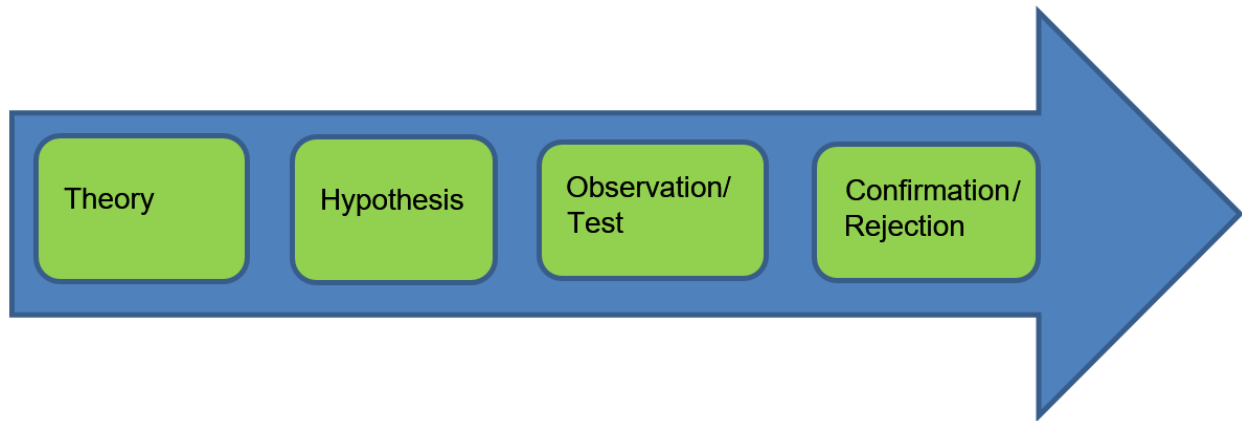 Theory
Hypothesis
Observation/
Test
Confirmation/
Rejection